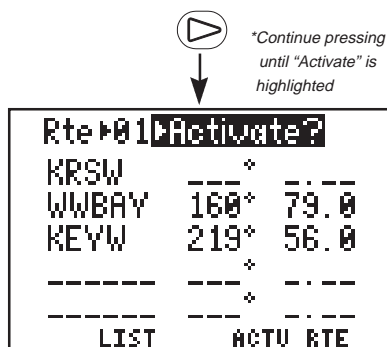 *Continue pressing
until “Activate” is
highlighted
Rte▸01▸Activate?
KRSW ___° _.__
WWBAY 160° 79.0
KEYW 219° 56.0
______ ___° _.__
______ ___° _.__
LIST ACTV RTE